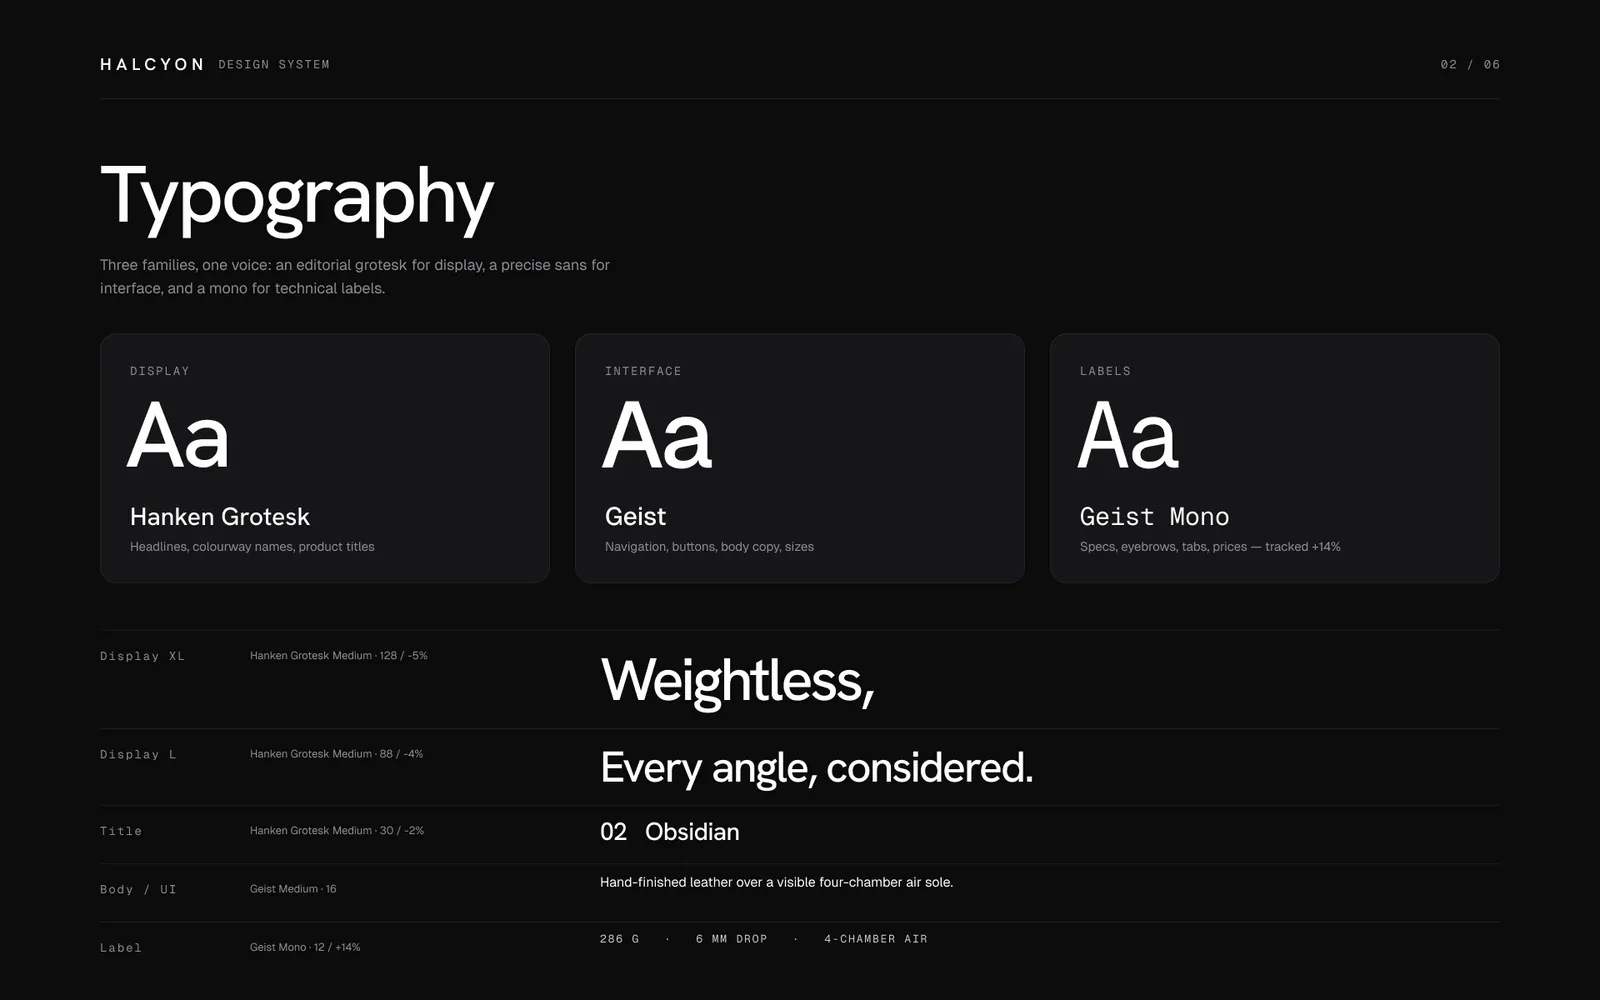 HALCYON DESIGN SYSTEM
02 / 06
Typography
Three families, one voice: an editorial grotesk for display, a precise sans for
interface, and a mono for technical labels.
DISPLAY
Aa
Hanken Grotesk
Headlines, colourway names, product titles
INTERFACE
Aa
Geist
Navigation, buttons, body copy, sizes
LABELS
Aa
Geist Mono
Specs, eyebrows, tabs, prices — tracked +14%
Display XL
Hanken Grotesk Medium · 128 / -5%
Weightless,
Display L
Hanken Grotesk Medium · 88 / -4%
Every angle, considered.
Title
Hanken Grotesk Medium · 30 / -2%
02 Obsidian
Body / UI
Geist Medium · 16
Hand-finished leather over a visible four-chamber air sole.
Label
Geist Mono · 12 / +14%
286 G · 6 MM DROP · 4-CHAMBER AIR